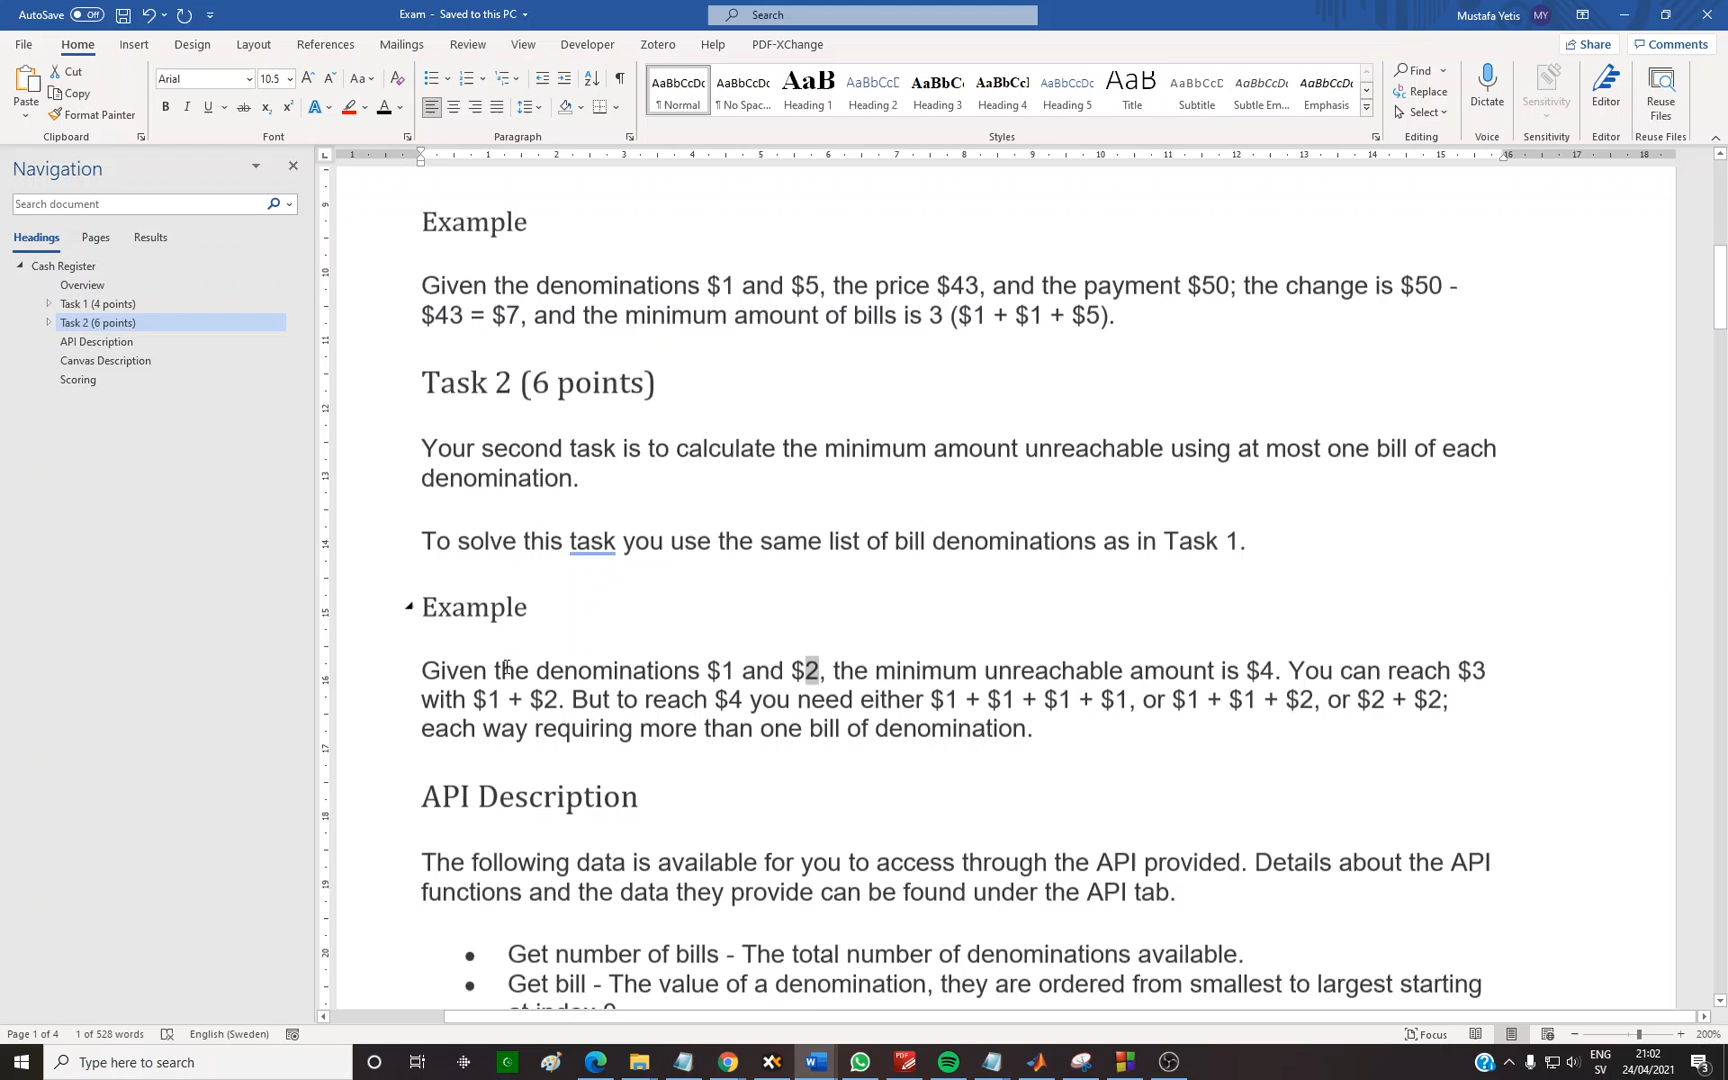 AutoSave Off
Exam - Saved to this PC
Search
Mustafa Yetis MY
File Home Insert Design Layout References Mailings Review View Developer Zotero Help PDF-XChange
Share Comments
Paste
Cut
Copy
Format Painter
Clipboard
Arial 10.5
Font
Paragraph
AaBbCcDc AaBbCcDc AaB AaBbCcD AaBbC AaBbCcI AaBbCcDc AaB AaBbCcD AaBbCcDc AaBbCcDc
¶ Normal ¶ No Spac... Heading 1 Heading 2 Heading 3 Heading 4 Heading 5 Title Subtitle Subtle Em... Emphasis
Styles
Find
Replace
Select
Editing
Dictate
Voice
Sensitivity
Sensitivity
Editor
Editor
Reuse Files
Reuse Files
Navigation
Search document
Headings Pages Results
Cash Register
Overview
Task 1 (4 points)
Task 2 (6 points)
API Description
Canvas Description
Scoring
Example
Given the denominations $1 and $5, the price $43, and the payment $50; the change is $50 -
$43 = $7, and the minimum amount of bills is 3 ($1 + $1 + $5).
Task 2 (6 points)
Your second task is to calculate the minimum amount unreachable using at most one bill of each
denomination.
To solve this task you use the same list of bill denominations as in Task 1.
Example
Given the denominations $1 and $2, the minimum unreachable amount is $4. You can reach $3
with $1 + $2. But to reach $4 you need either $1 + $1 + $1 + $1, or $1 + $1 + $2, or $2 + $2;
each way requiring more than one bill of denomination.
API Description
The following data is available for you to access through the API provided. Details about the API
functions and the data they provide can be found under the API tab.
• Get number of bills - The total number of denominations available.
• Get bill - The value of a denomination, they are ordered from smallest to largest starting
at index 0
Page 1 of 4 1 of 528 words English (Sweden)
Focus
200%
Type here to search
ENG
SV
21:02
24/04/2021
3